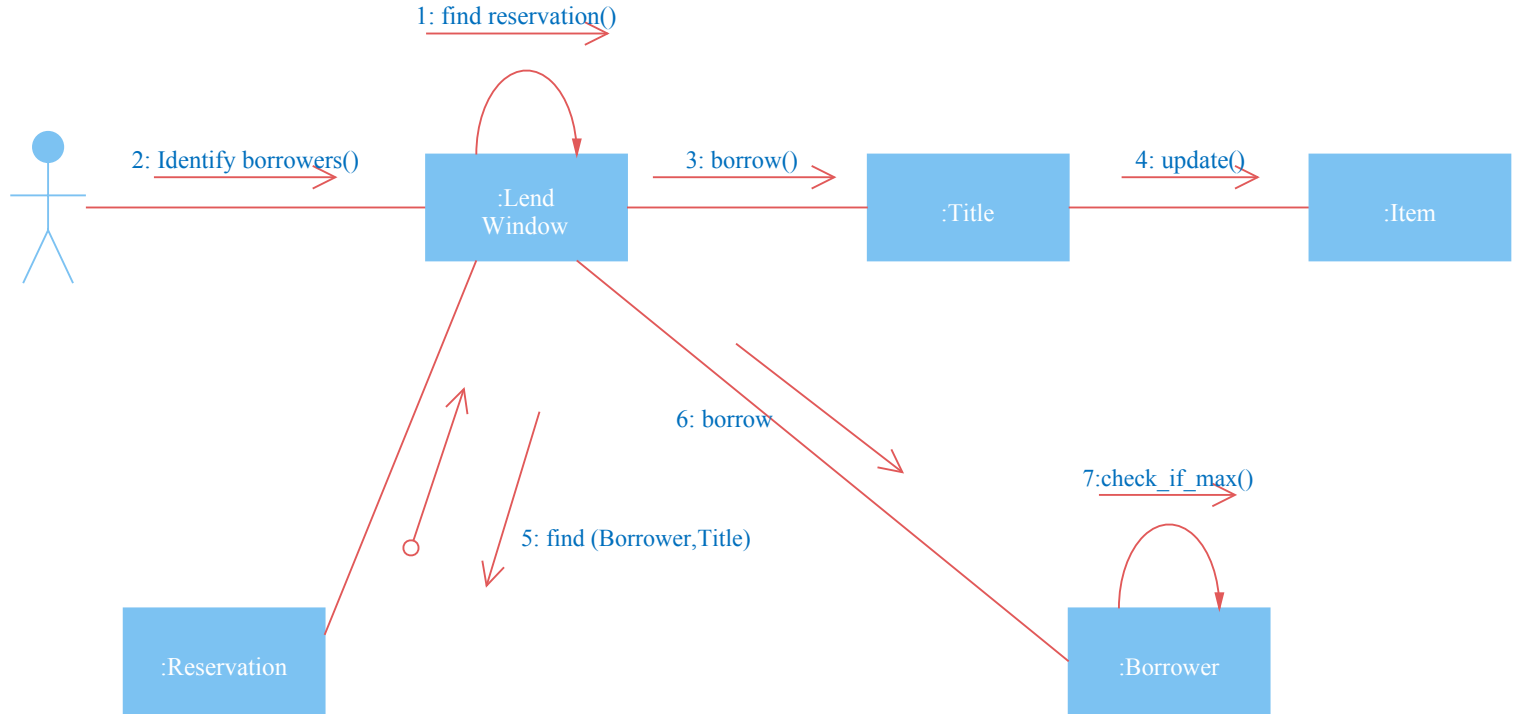 1: find reservation()
2: Identify borrowers()
3: borrow()
4: update()
:Lend
Window
:Title
:Item
6: borrow
7:check_if_max()
5: find (Borrower,Title)
:Reservation
:Borrower